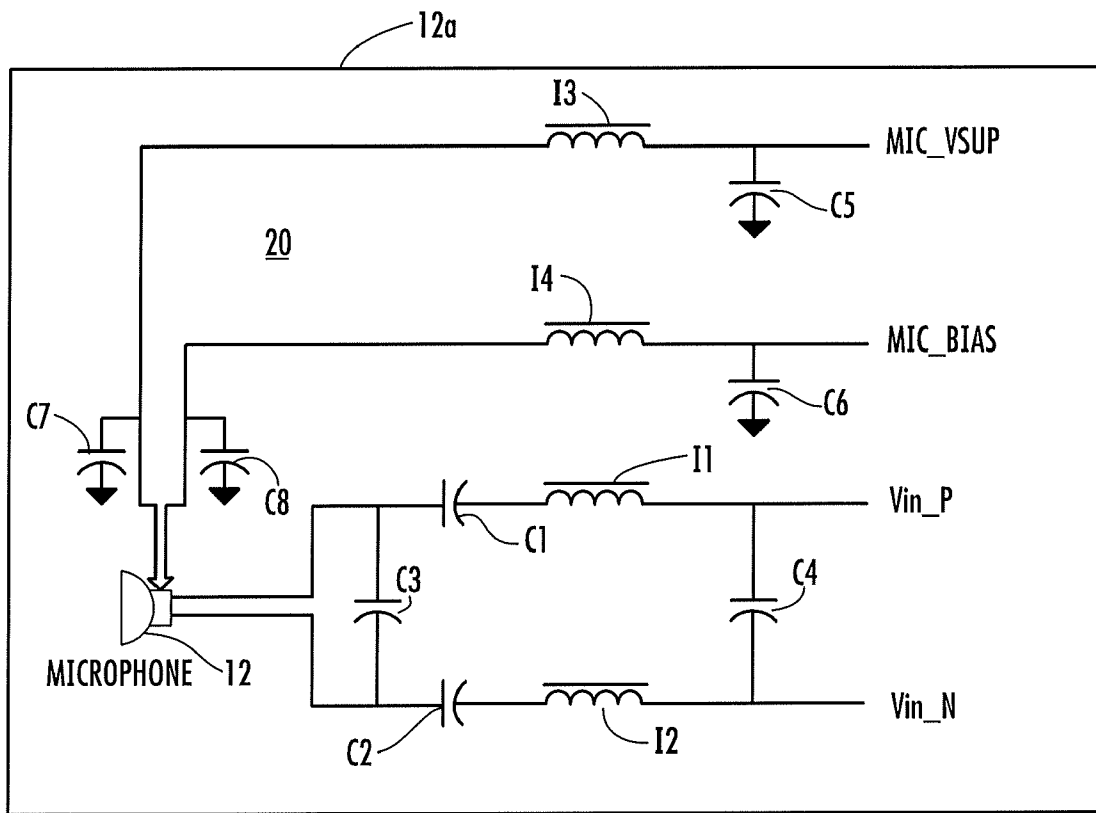 12a
I3
MIC_VSUP
C5
20
I4
MIC_BIAS
C6
C7
C8
I1
Vin_P
C1
C3
C4
MICROPHONE 12
C2
I2
Vin_N